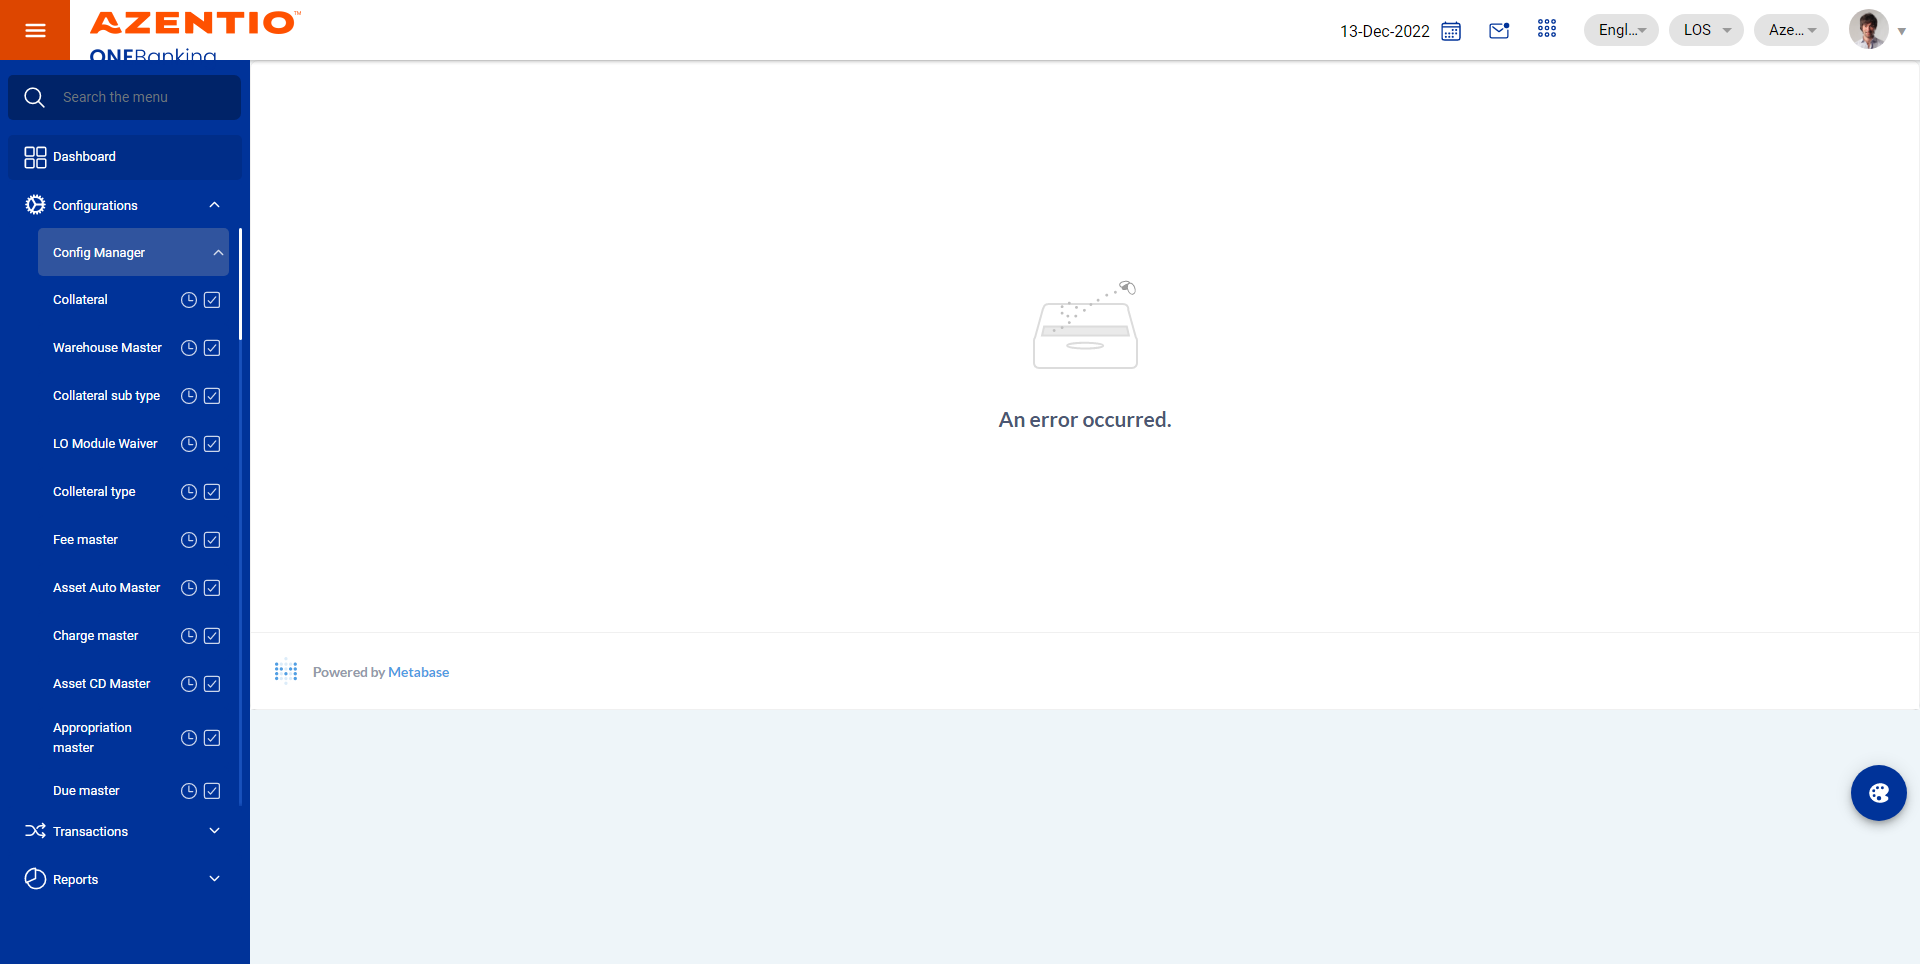 AZENTIO™
ONEBanking
13-Dec-2022
Engl...
LOS
Aze...
Search the menu
Dashboard
Configurations
Config Manager
Collateral
Warehouse Master
Collateral sub type
LO Module Waiver
Colleteral type
Fee master
Asset Auto Master
Charge master
Asset CD Master
Appropriation
master
Due master
Transactions
Reports
An error occurred.
Powered by Metabase